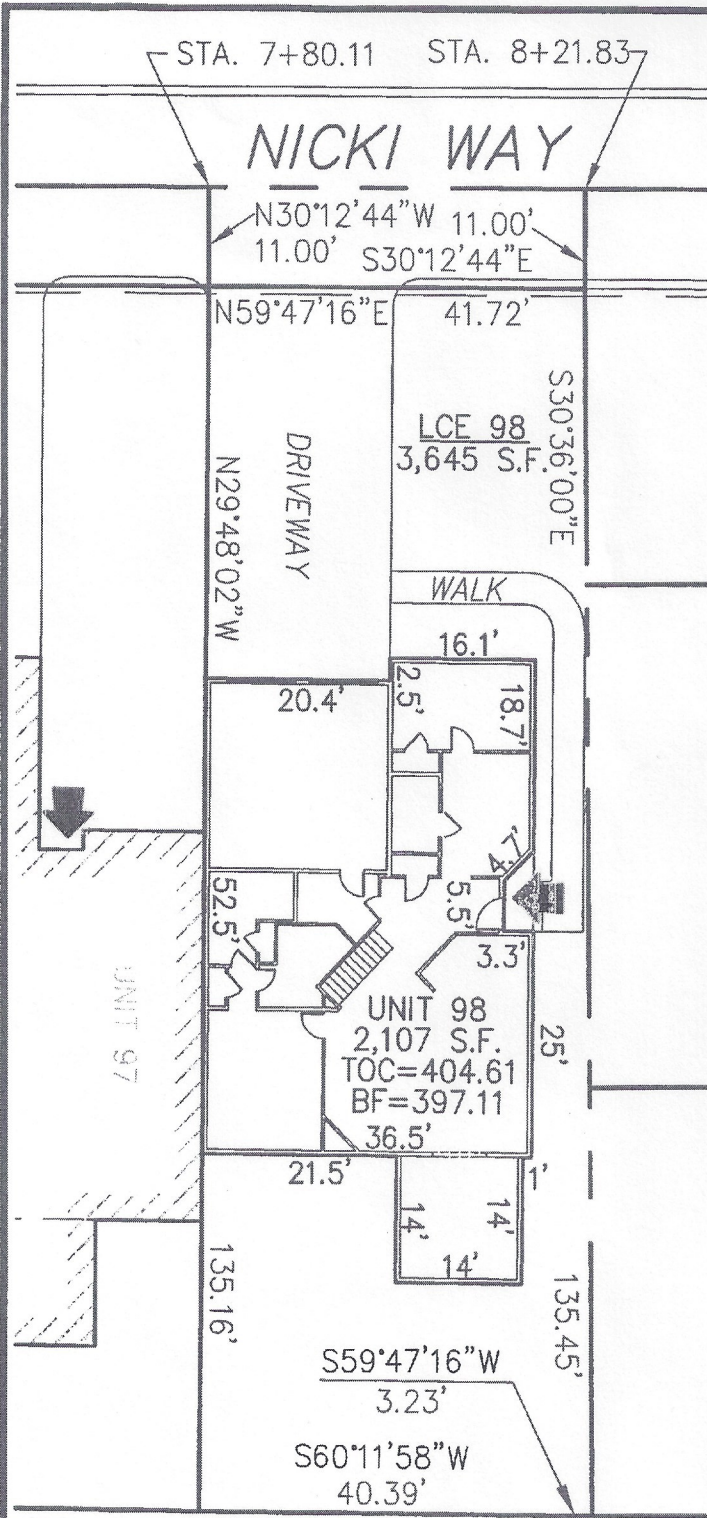 STA. 7+80.11
STA. 8+21.83
NICKI WAY
N30°12'44"W
11.00'
11.00'
S30°12'44"E
N59°47'16"E
41.72'
DRIVEWAY
N29°48'02"W
LCE 98
3,645 S.F.
S30°36'00"E
WALK
16.1'
20.4'
2.5'
18.7'
4.7'
5.5'
3.3'
52.5'
UNIT 97
UNIT 98
2,107 S.F.
TOC=404.61
BF=397.11
25'
36.5'
21.5'
1'
14'
14'
14'
135.16'
135.45'
S59°47'16"W
3.23'
S60°11'58"W
40.39'